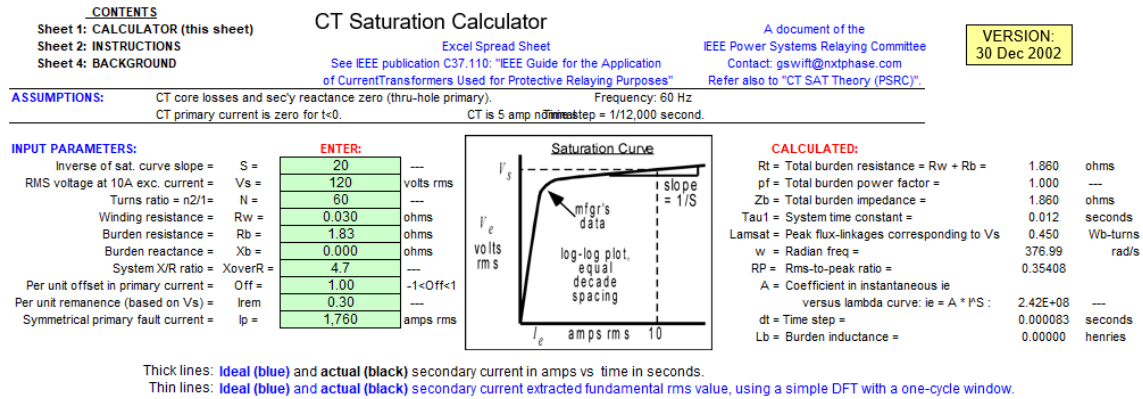 CONTENTS
Sheet 1: CALCULATOR (this sheet)
Sheet 2: INSTRUCTIONS
Sheet 4: BACKGROUND
CT Saturation Calculator
Excel Spread Sheet
See IEEE publication C37.110: "IEEE Guide for the Application
of CurrentTransformers Used for Protective Relaying Purposes"
A document of the
IEEE Power Systems Relaying Committee
Contact: gswift@nxtphase.com
Refer also to "CT SAT Theory (PSRC)".
VERSION:
30 Dec 2002
ASSUMPTIONS: CT core losses and sec'y reactance zero (thru-hole primary). Frequency: 60 Hz
CT primary current is zero for t<0. CT is 5 amp step = 1/12,000 second.
INPUT PARAMETERS: ENTER:
Inverse of sat. curve slope = S = 20 ---
RMS voltage at 10A exc. current = Vs = 120 volts rms
Turns ratio = n2/1= N = 60 ---
Winding resistance = Rw = 0.030 ohms
Burden resistance = Rb = 1.83 ohms
Burden reactance = Xb = 0.000 ohms
System X/R ratio = XoverR = 4.7 ---
Per unit offset in primary current = Off = 1.00 -1<Off<1
Per unit remanence (based on Vs) = lrem 0.30 ---
Symmetrical primary fault current = Ip = 1,760 amps rms
Saturation Curve
Vs
slope
= 1/S
mfgr's
data
Ve
volts
rms
log-log plot,
equal
decade
spacing
Ie amps rms 10
CALCULATED:
Rt = Total burden resistance = Rw + Rb = 1.860 ohms
pf = Total burden power factor = 1.000 ---
Zb = Total burden impedance = 1.860 ohms
Tau1 = System time constant = 0.012 seconds
Lamsat = Peak flux-linkages corresponding to Vs 0.450 Wb-turns
w = Radian freq = 376.99 rad/s
RP = Rms-to-peak ratio = 0.35408
A = Coefficient in instantaneous ie
versus lambda curve: ie = A * l^S : 2.42E+08 ---
dt = Time step = 0.000083 seconds
Lb = Burden inductance = 0.00000 henries
Thick lines: Ideal (blue) and actual (black) secondary current in amps vs time in seconds.
Thin lines: Ideal (blue) and actual (black) secondary current extracted fundamental rms value, using a simple DFT with a one-cycle window.